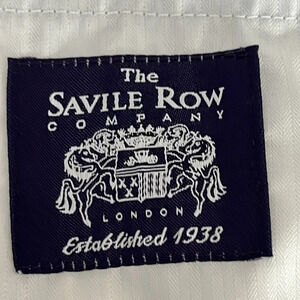 The
SAVILE ROW
COMPANY
LONDON
Established 1938